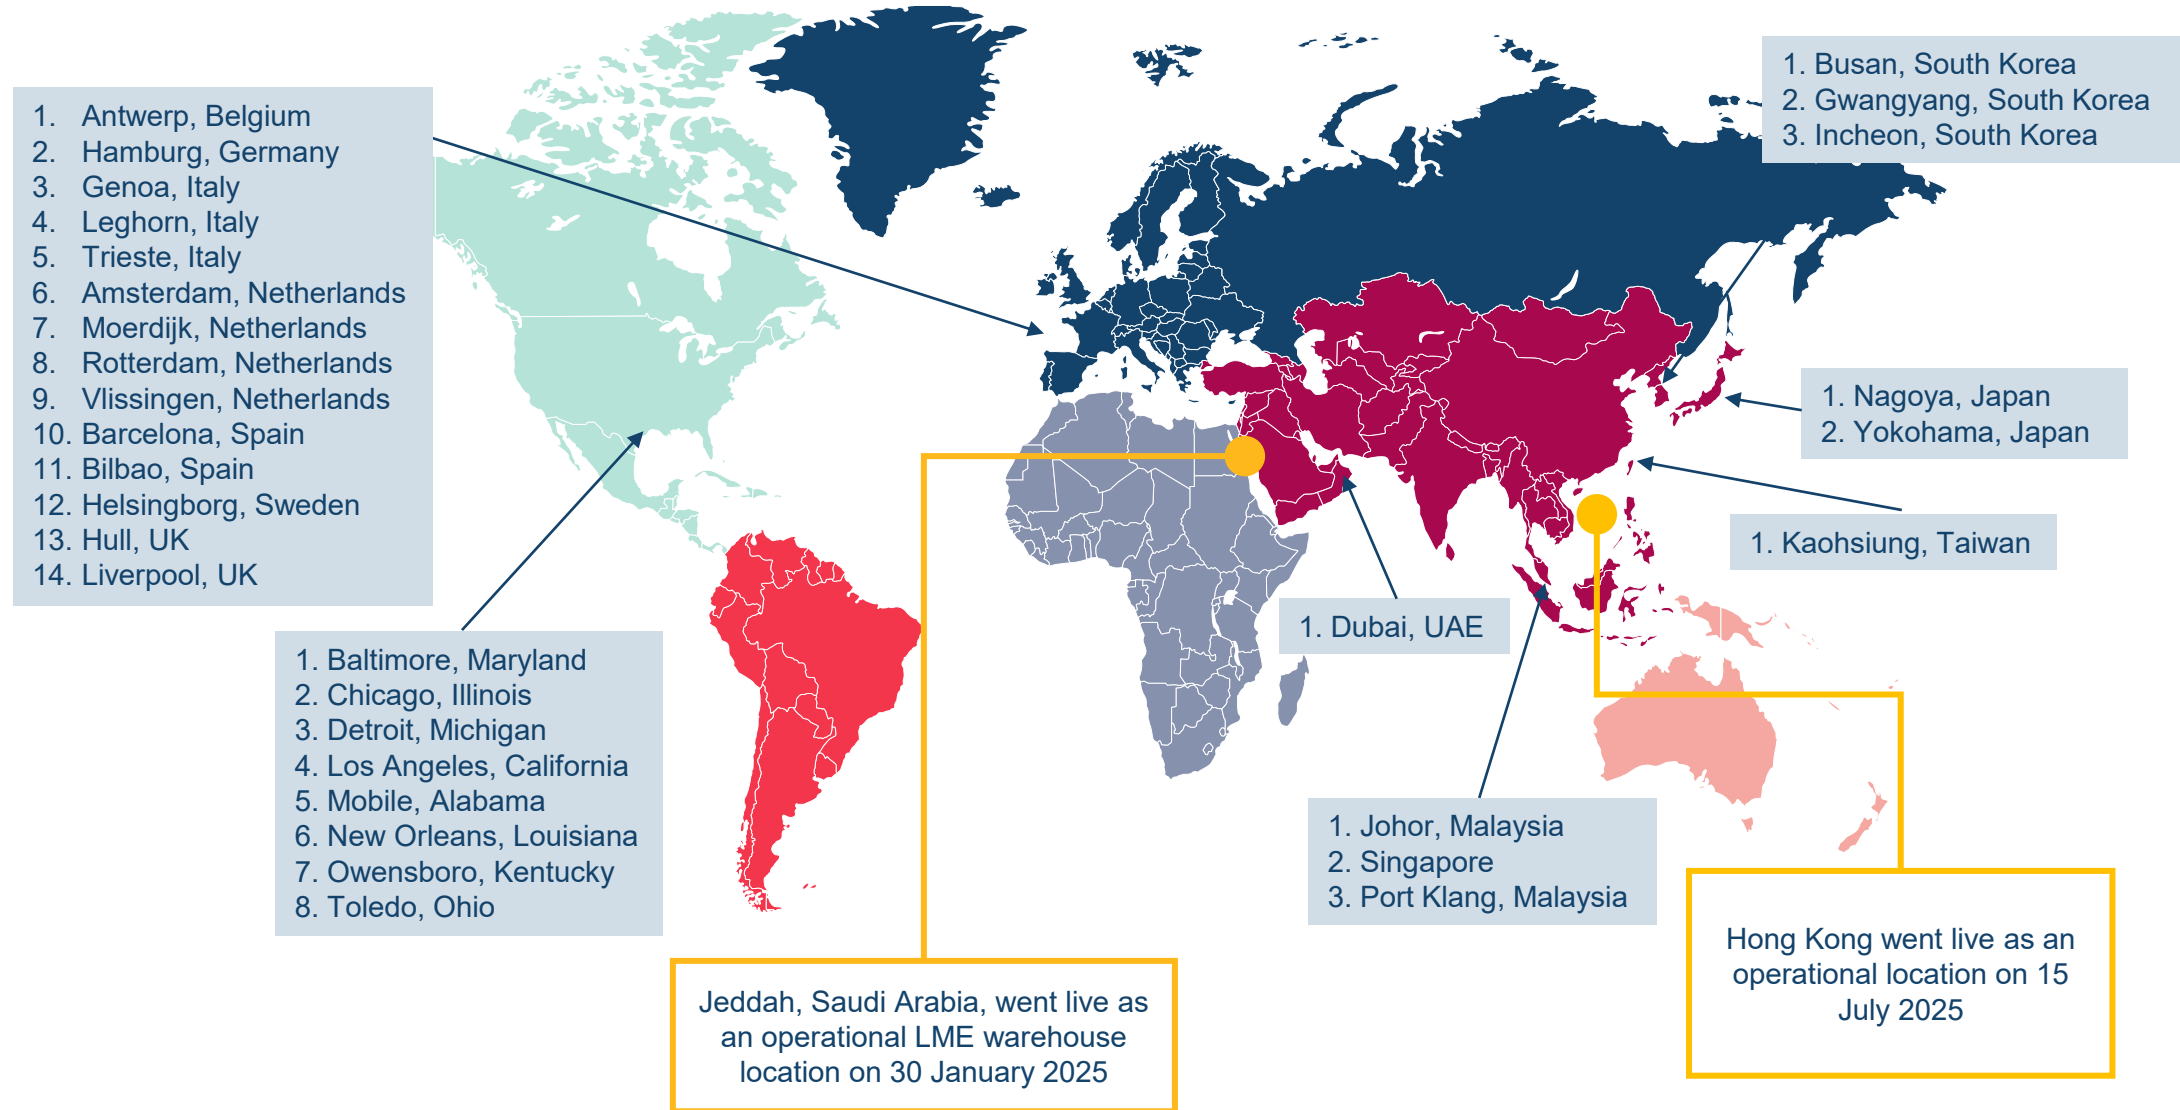 1. Antwerp, Belgium
2. Hamburg, Germany
3. Genoa, Italy
4. Leghorn, Italy
5. Trieste, Italy
6. Amsterdam, Netherlands
7. Moerdijk, Netherlands
8. Rotterdam, Netherlands
9. Vlissingen, Netherlands
10. Barcelona, Spain
11. Bilbao, Spain
12. Helsingborg, Sweden
13. Hull, UK
14. Liverpool, UK
1. Baltimore, Maryland
2. Chicago, Illinois
3. Detroit, Michigan
4. Los Angeles, California
5. Mobile, Alabama
6. New Orleans, Louisiana
7. Owensboro, Kentucky
8. Toledo, Ohio
Jeddah, Saudi Arabia, went live as
an operational LME warehouse
location on 30 January 2025
1. Dubai, UAE
1. Johor, Malaysia
2. Singapore
3. Port Klang, Malaysia
1. Busan, South Korea
2. Gwangyang, South Korea
3. Incheon, South Korea
1. Nagoya, Japan
2. Yokohama, Japan
1. Kaohsiung, Taiwan
Hong Kong went live as an
operational location on 15
July 2025